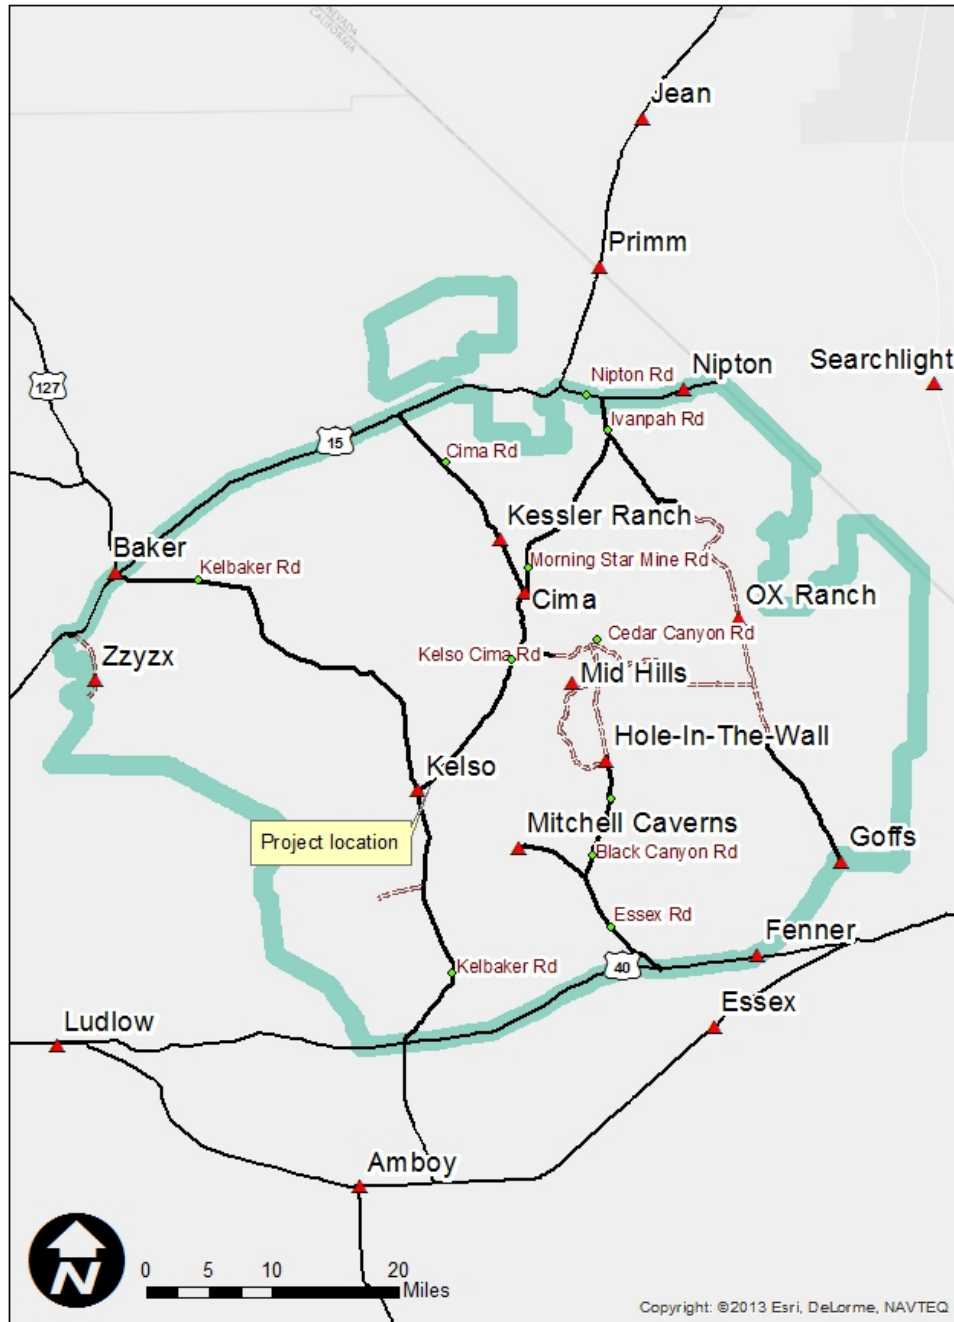 NEVADA
CALIFORNIA
Jean
Primm
Nipton
Searchlight
Nipton Rd
127
Ivanpah Rd
15
Cima Rd
Kessler Ranch
Baker
Kelbaker Rd
Morning Star Mine Rd
OX Ranch
Cima
Cedar Canyon Rd
Kelso Cima Rd
Zzyzx
Mid Hills
Hole-In-The-Wall
Kelso
Project location
Mitchell Caverns
Goffs
Black Canyon Rd
Essex Rd
Fenner
Kelbaker Rd
40
Essex
Ludlow
Amboy
N
0 5 10 20
Miles
Copyright: ©2013 Esri, DeLorme, NAVTEQ